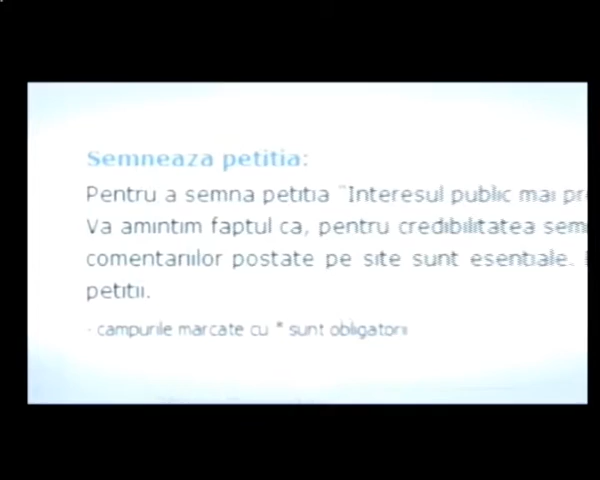 Semneaza petitia:
Pentru a semna petitia "Interesul public mai
Va amintim faptul ca, pentru credibilitatea
comentariilor postate pe site sunt esentiale.
petitii.
- campurile marcate cu * sunt obligatorii